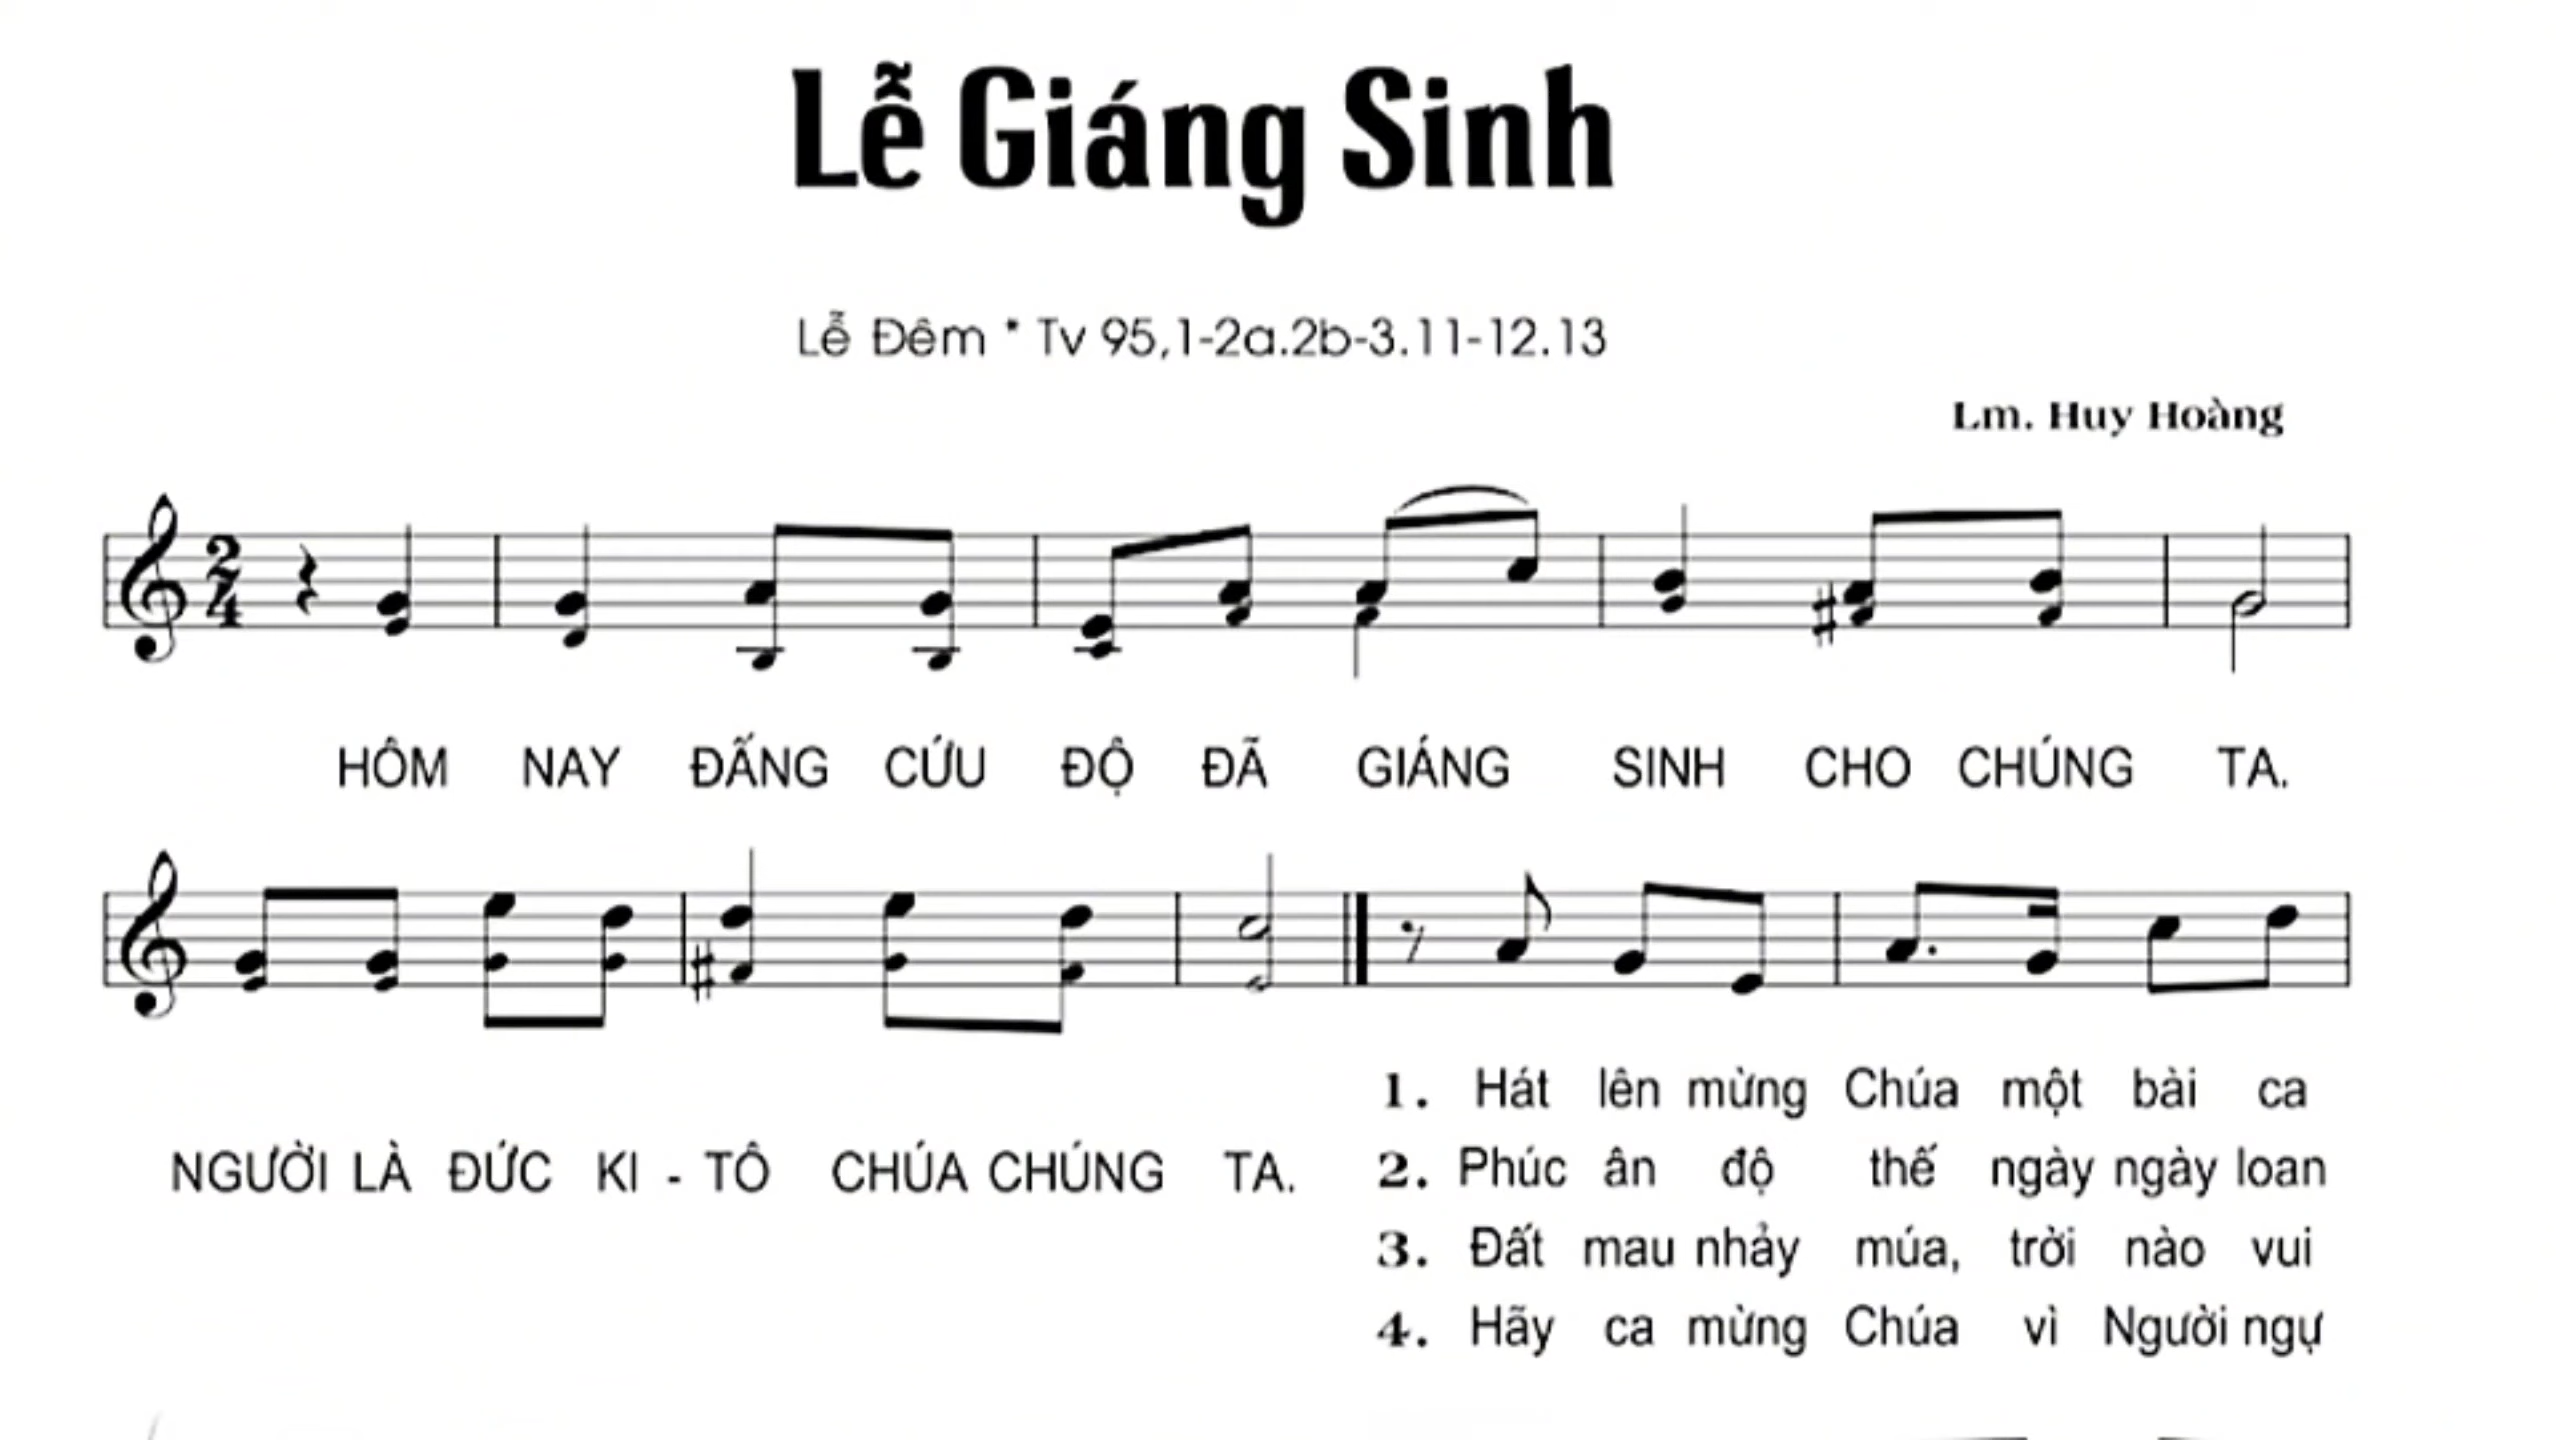 Lễ Giáng Sinh
Lễ Đêm * Tv 95,1-2a.2b-3.11-12.13
Lm. Huy Hoàng
2
4
HÔM NAY ĐẤNG CỨU ĐỘ ĐÃ GIÁNG SINH CHO CHÚNG TA.
NGƯỜI LÀ ĐỨC KI - TÔ CHÚA CHÚNG TA.
1. Hát lên mừng Chúa một bài ca
2. Phúc ân độ thế ngày ngày loan
3. Đất mau nhảy múa, trời nào vui
4. Hãy ca mừng Chúa vì Người ngự